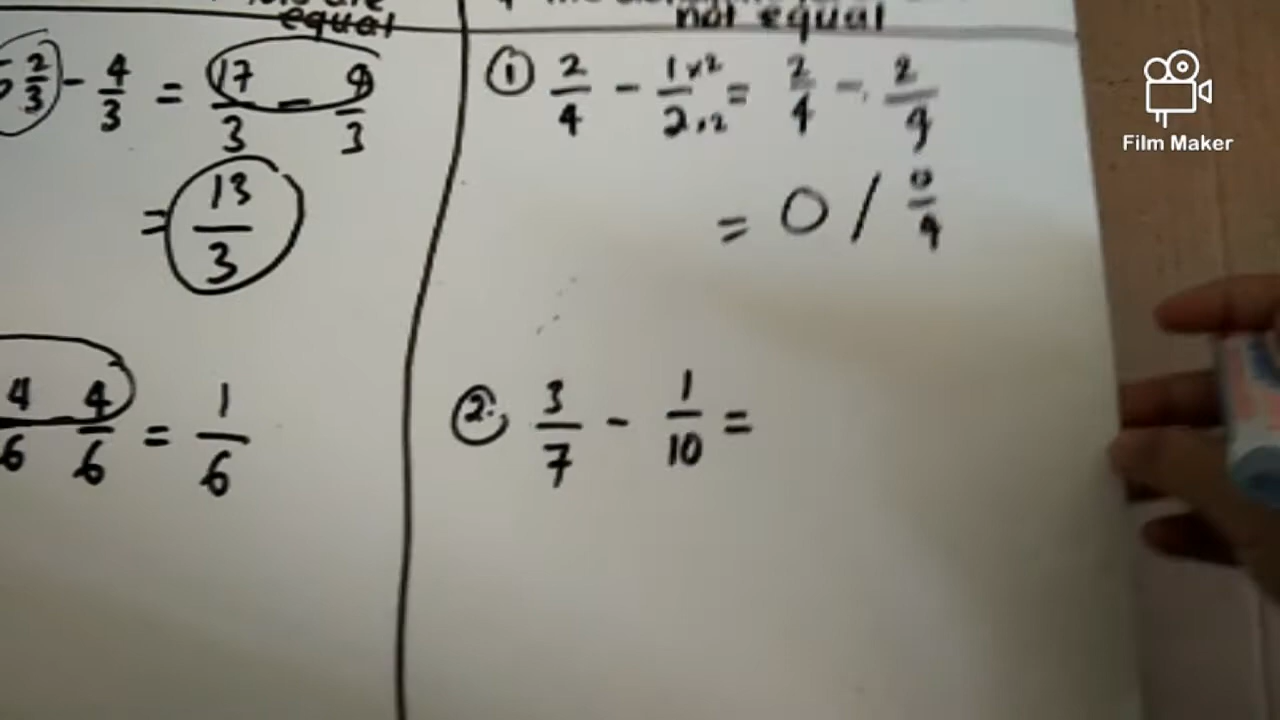 equal
5 2/3 - 4/3 = 17/3 - 4/3
= 13/3
4/6 4/6 = 1/6
not equal
① 2/4 - 1×2/2×2 = 2/4 - 2/4
= 0 / 0/4
② 3/7 - 1/10 =
Film Maker